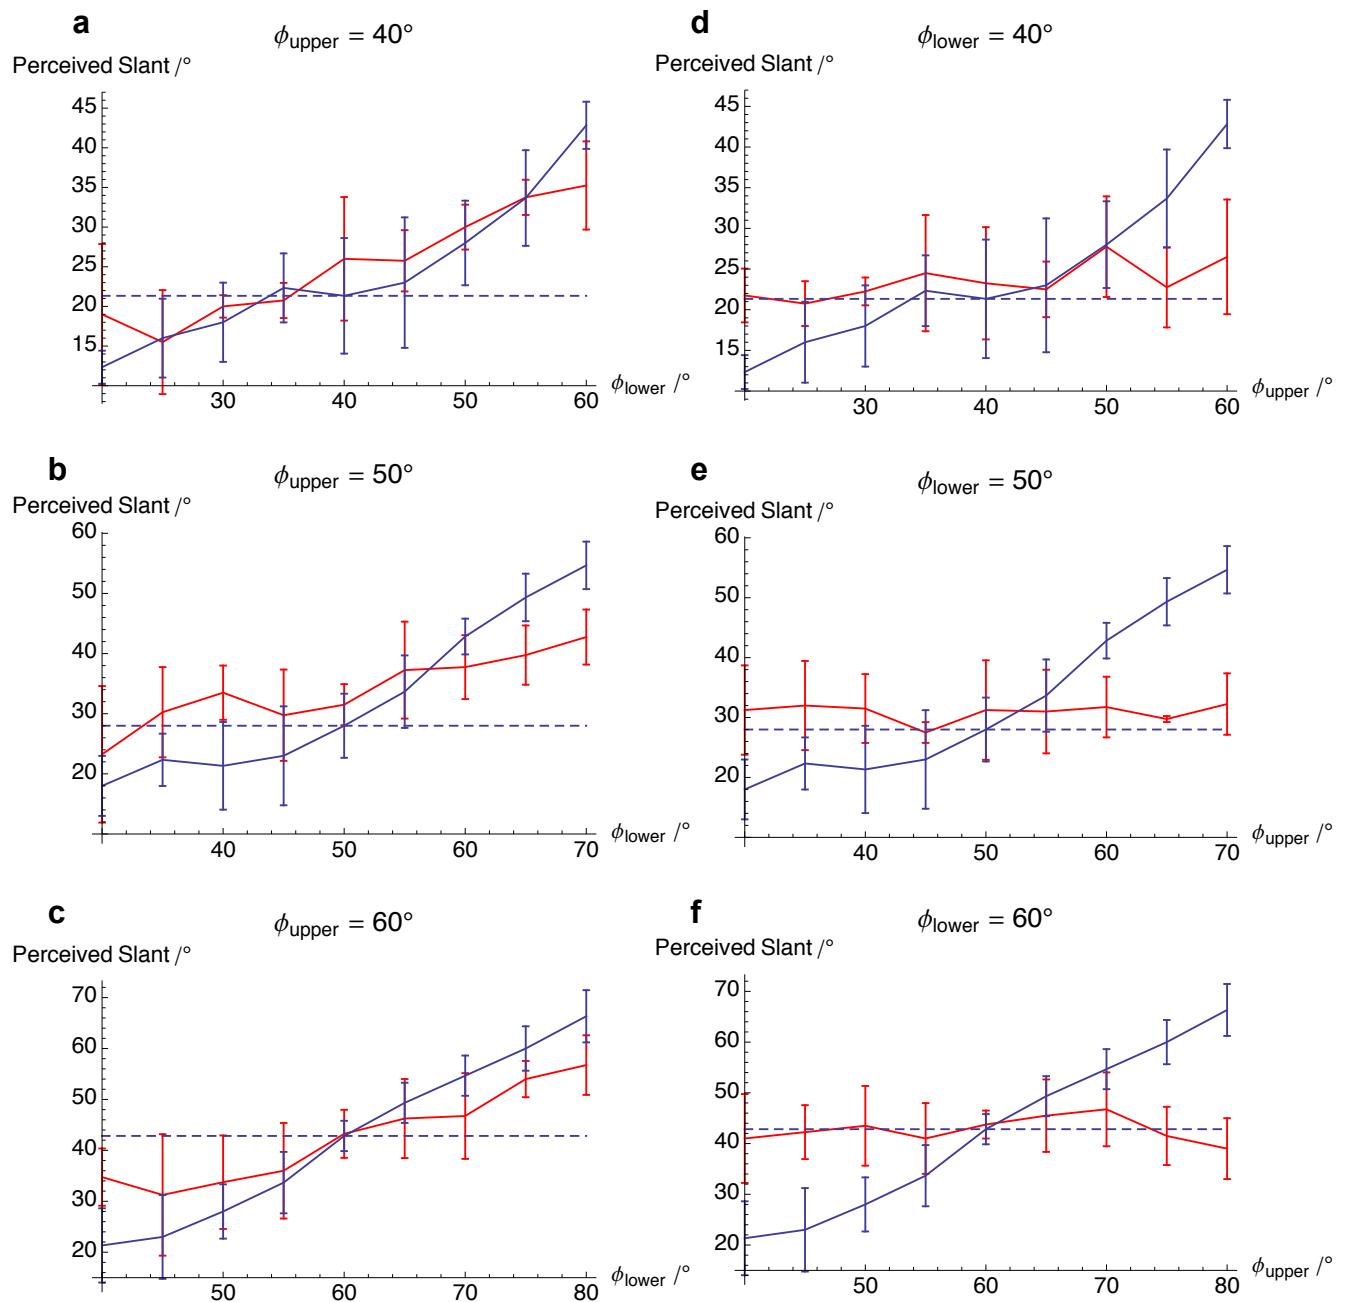 a
ϕupper = 40°
Perceived Slant /°
45
40
35
30
25
20
15
30 40 50 60
ϕlower /°
d
ϕlower = 40°
Perceived Slant /°
45
40
35
30
25
20
15
30 40 50 60
ϕupper /°
b
ϕupper = 50°
Perceived Slant /°
60
50
40
30
20
40 50 60 70
ϕlower /°
e
ϕlower = 50°
Perceived Slant /°
60
50
40
30
20
40 50 60 70
ϕupper /°
c
ϕupper = 60°
Perceived Slant /°
70
60
50
40
30
20
50 60 70 80
ϕlower /°
f
ϕlower = 60°
Perceived Slant /°
70
60
50
40
30
20
50 60 70 80
ϕupper /°